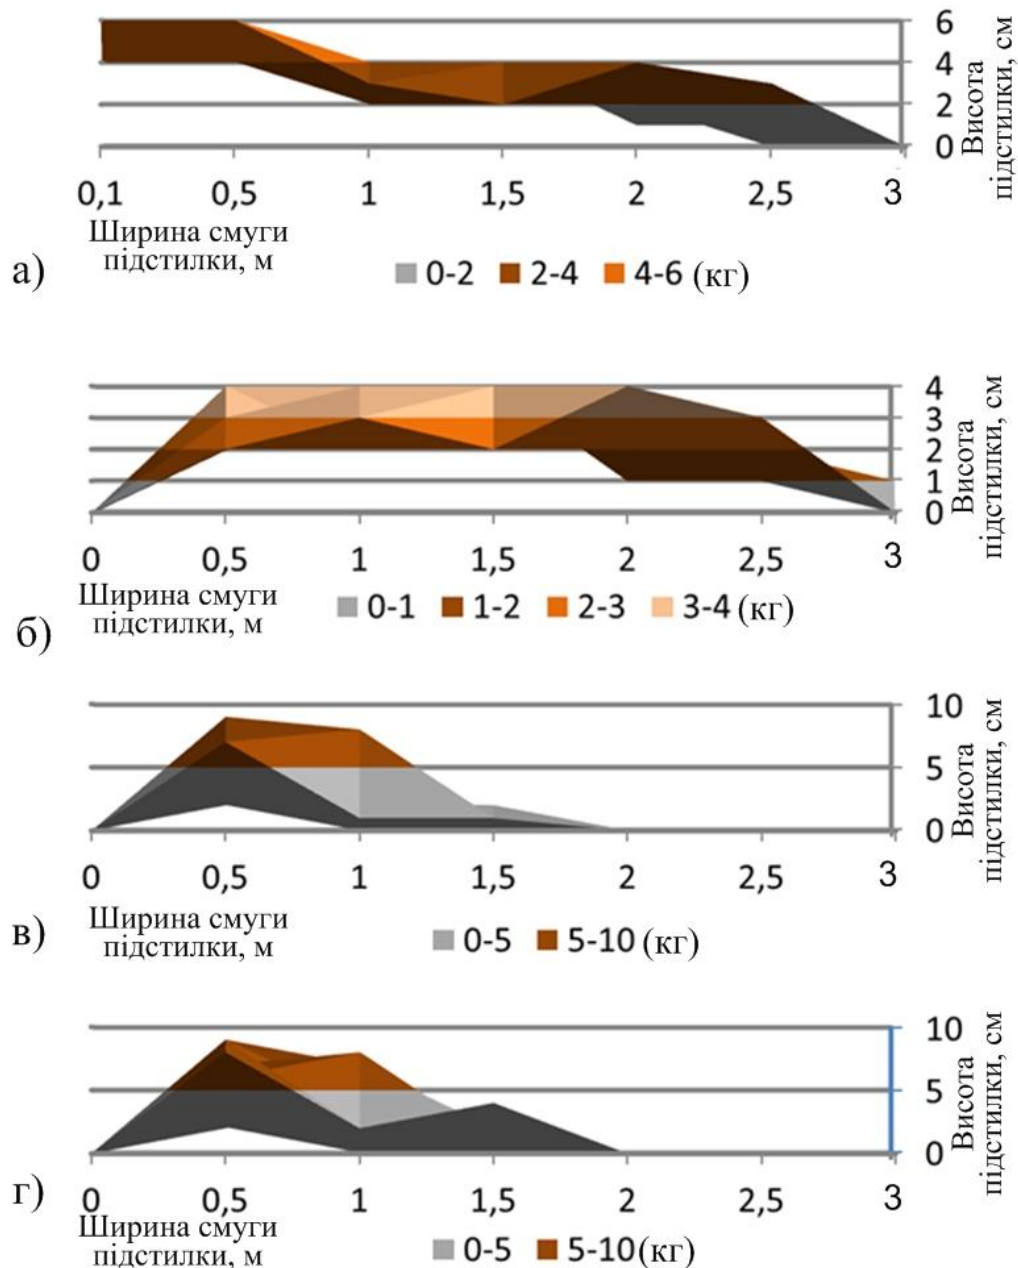 6
4
2
0
Висота
підстилки, см
0,1 0,5 1 1,5 2 2,5 3
Ширина смуги
підстилки, м
а)
0-2 2-4 4-6 (кг)
4
3
2
1
0
Висота
підстилки, см
0 0,5 1 1,5 2 2,5 3
Ширина смуги
підстилки, м
б)
0-1 1-2 2-3 3-4 (кг)
10
5
0
Висота
підстилки, см
0 0,5 1 1,5 2 2,5 3
Ширина смуги
підстилки, м
в)
0-5 5-10 (кг)
10
5
0
Висота
підстилки, см
0 0,5 1 1,5 2 2,5 3
Ширина смуги
підстилки, м
г)
0-5 5-10 (кг)